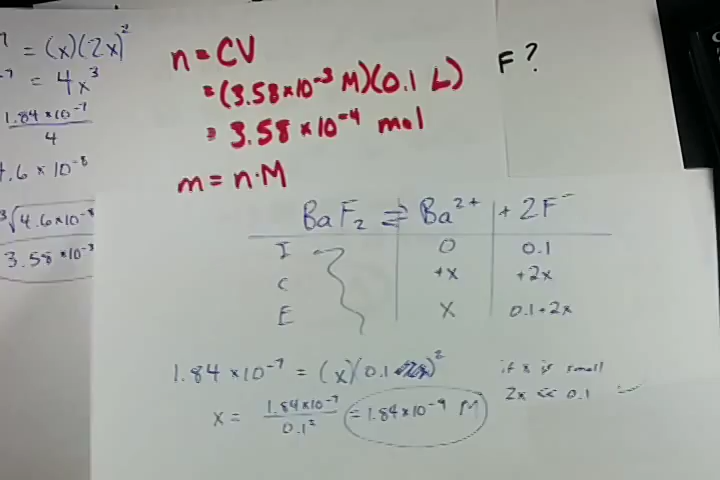 = (x)(2x)²
= 4x³
1.84×10⁻⁷
4
4.6 × 10⁻⁸
³√4.6×10⁻⁸
3.58 ×10⁻³
n = CV
= (3.58×10⁻³ M)(0.1 L)
= 3.58 × 10⁻⁴ mol
m = n·M
F?
BaF₂ ⇌ Ba²⁺ + 2F⁻
I 0 0.1
C +x +2x
E X 0.1+2x
1.84 ×10⁻⁷ = (x)(0.1)²
if x is small
2x << 0.1
x = 1.84×10⁻⁷ = 1.84×10⁻⁹ M
0.1²